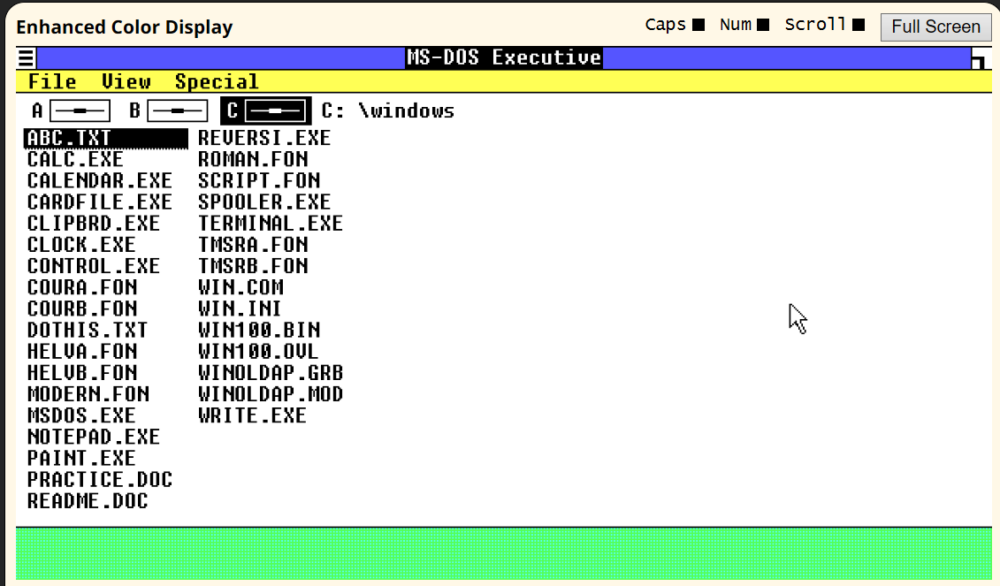 Enhanced Color Display Caps Num Scroll Full Screen
MS-DOS Executive
File View Special
A B C C: \windows
ABC.TXT REVERSI.EXE
CALC.EXE ROMAN.FON
CALENDAR.EXE SCRIPT.FON
CARDFILE.EXE SPOOLER.EXE
CLIPBRD.EXE TERMINAL.EXE
CLOCK.EXE TMSRA.FON
CONTROL.EXE TMSRB.FON
COURA.FON WIN.COM
COURB.FON WIN.INI
DOTHIS.TXT WIN100.BIN
HELVA.FON WIN100.OVL
HELVB.FON WINOLDAP.GRB
MODERN.FON WINOLDAP.MOD
MSDOS.EXE WRITE.EXE
NOTEPAD.EXE
PAINT.EXE
PRACTICE.DOC
README.DOC